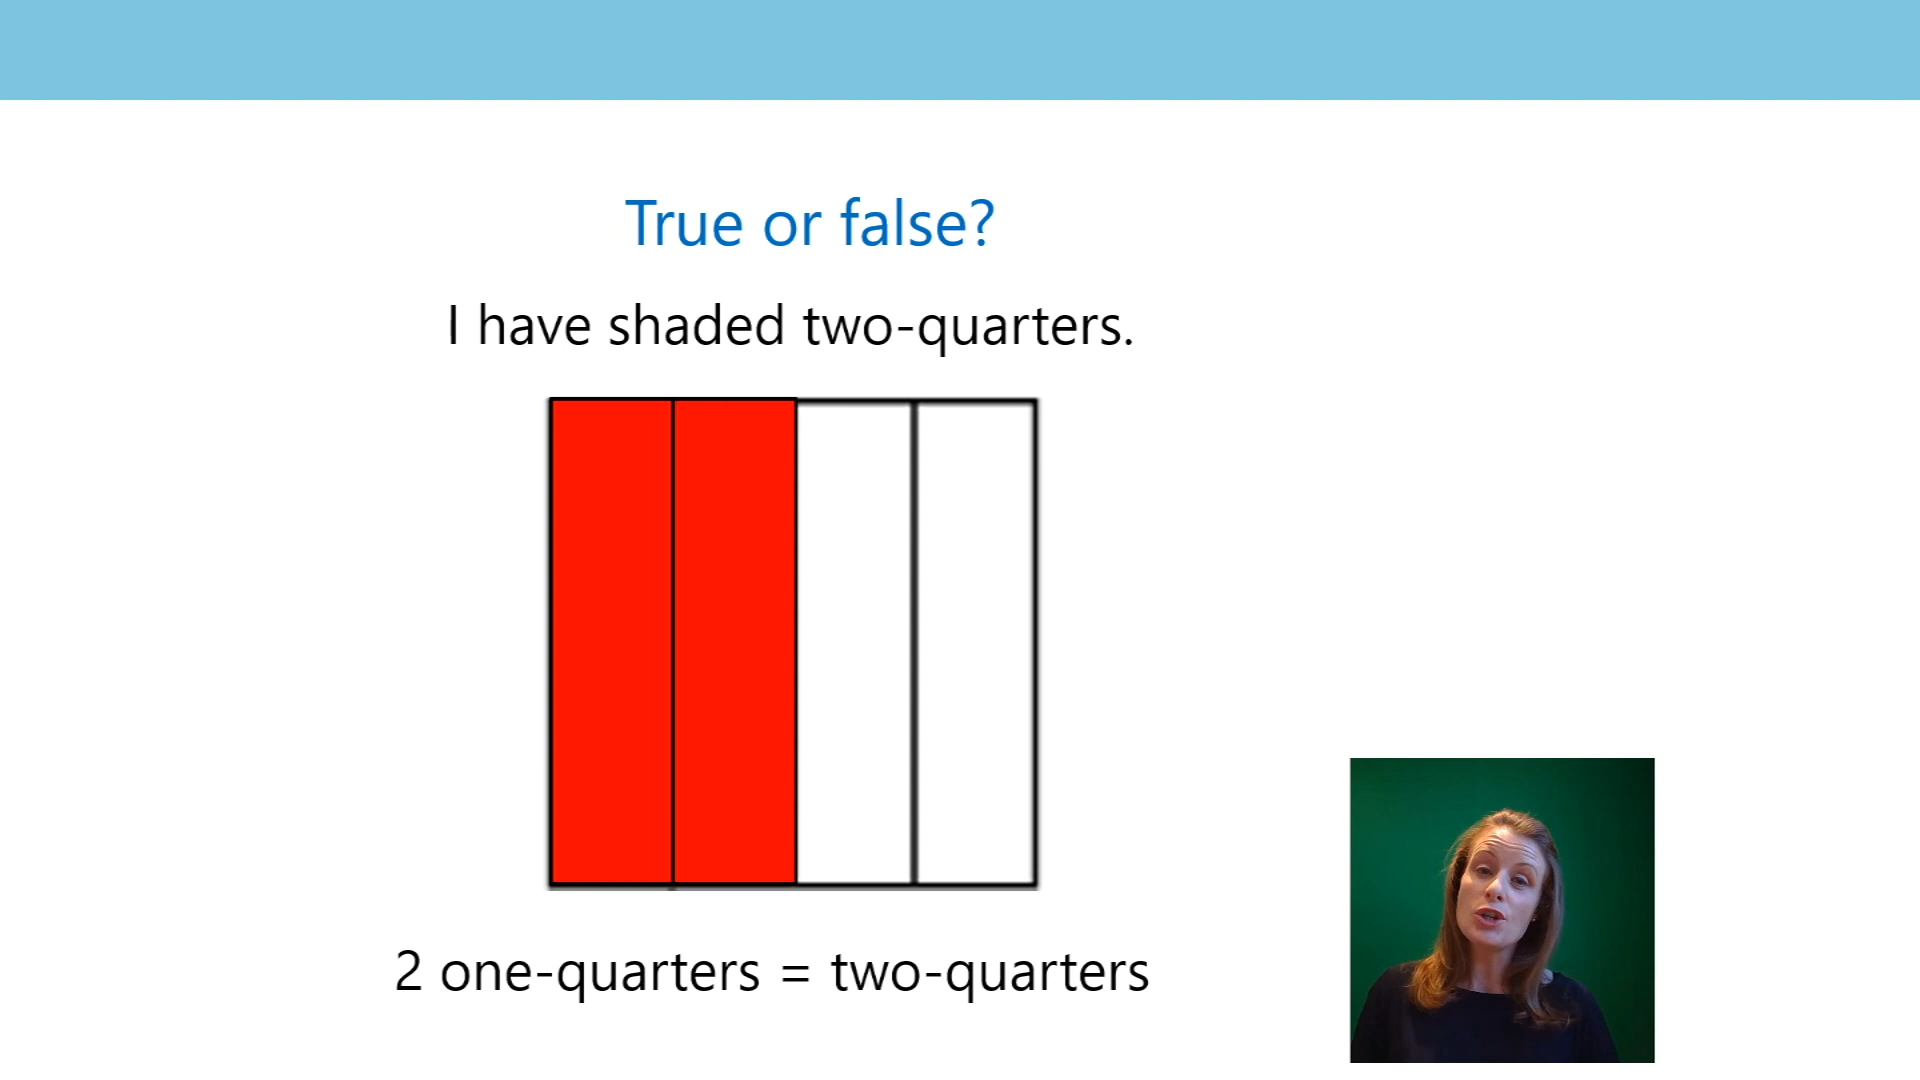 True or false?
I have shaded two-quarters.
2 one-quarters = two-quarters